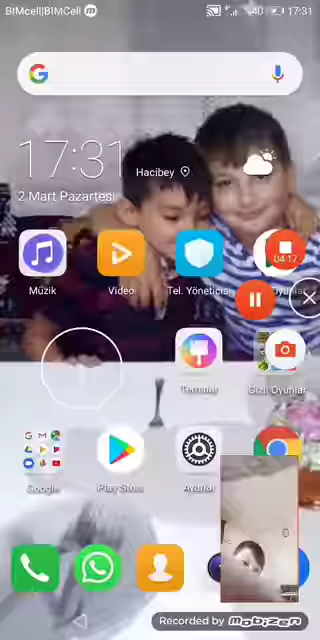 BIMcell|BIMCell
%40 17:31
17:31
Hacibey
2 Mart Pazartesi
04:17
Müzik
Video
Tel. Yöneticisi
Temalar
Gizli Oyunlar
Google
Play Store
Ayarlar
Recorded by Mobizen